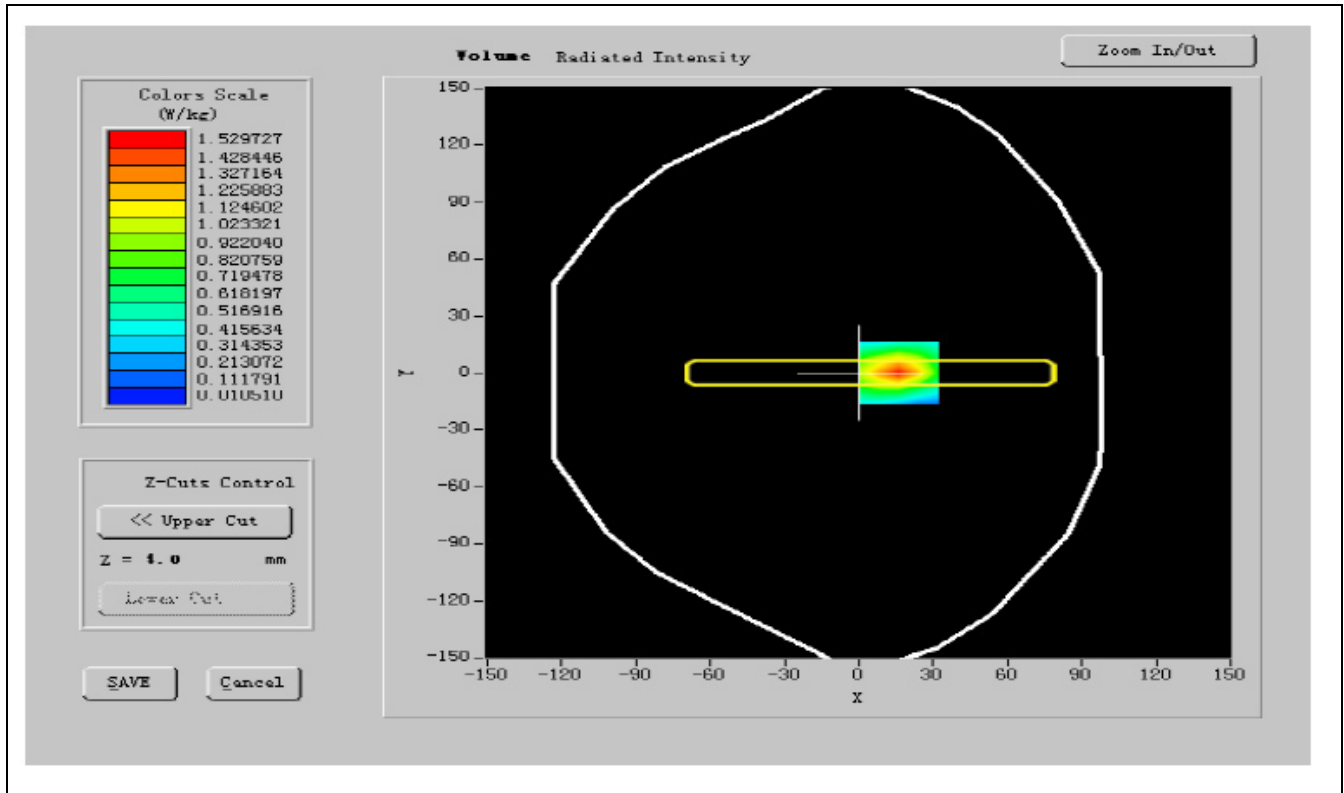 Volume Radiated Intensity
Zoom In/Out
Colors Scale
(W/kg)
1.529727
1.428446
1.327164
1.225883
1.124602
1.023321
0.922040
0.820759
0.719478
0.618197
0.516916
0.415634
0.314353
0.213072
0.111791
0.010510
Z-Cuts Control
<< Upper Cut
Z = 4.0 mm
Lower Cut
SAVE
Cancel
150
120
90
60
30
0
-30
-60
-90
-120
-150
Y
-150 -120 -90 -60 -30 0 30 60 90 120 150
X